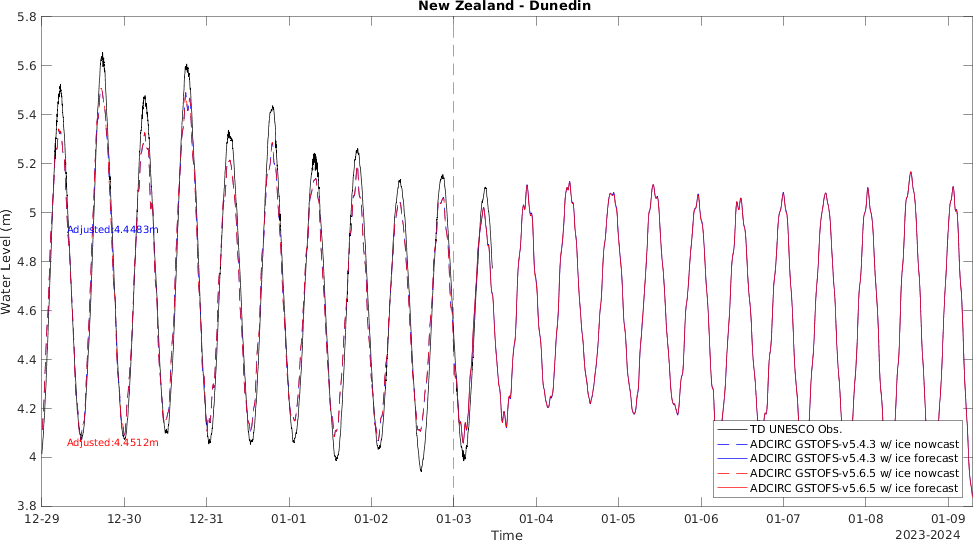 New Zealand - Dunedin
5.8
5.6
5.4
5.2
5
4.8
4.6
4.4
4.2
4
3.8
Water Level (m)
Adjusted:4.4483m
Adjusted:4.4512m
TD UNESCO Obs.
ADCIRC GSTOFS-v5.4.3 w/ ice nowcast
ADCIRC GSTOFS-v5.4.3 w/ ice forecast
ADCIRC GSTOFS-v5.6.5 w/ ice nowcast
ADCIRC GSTOFS-v5.6.5 w/ ice forecast
12-29 12-30 12-31 01-01 01-02 01-03 01-04 01-05 01-06 01-07 01-08 01-09
Time
2023-2024